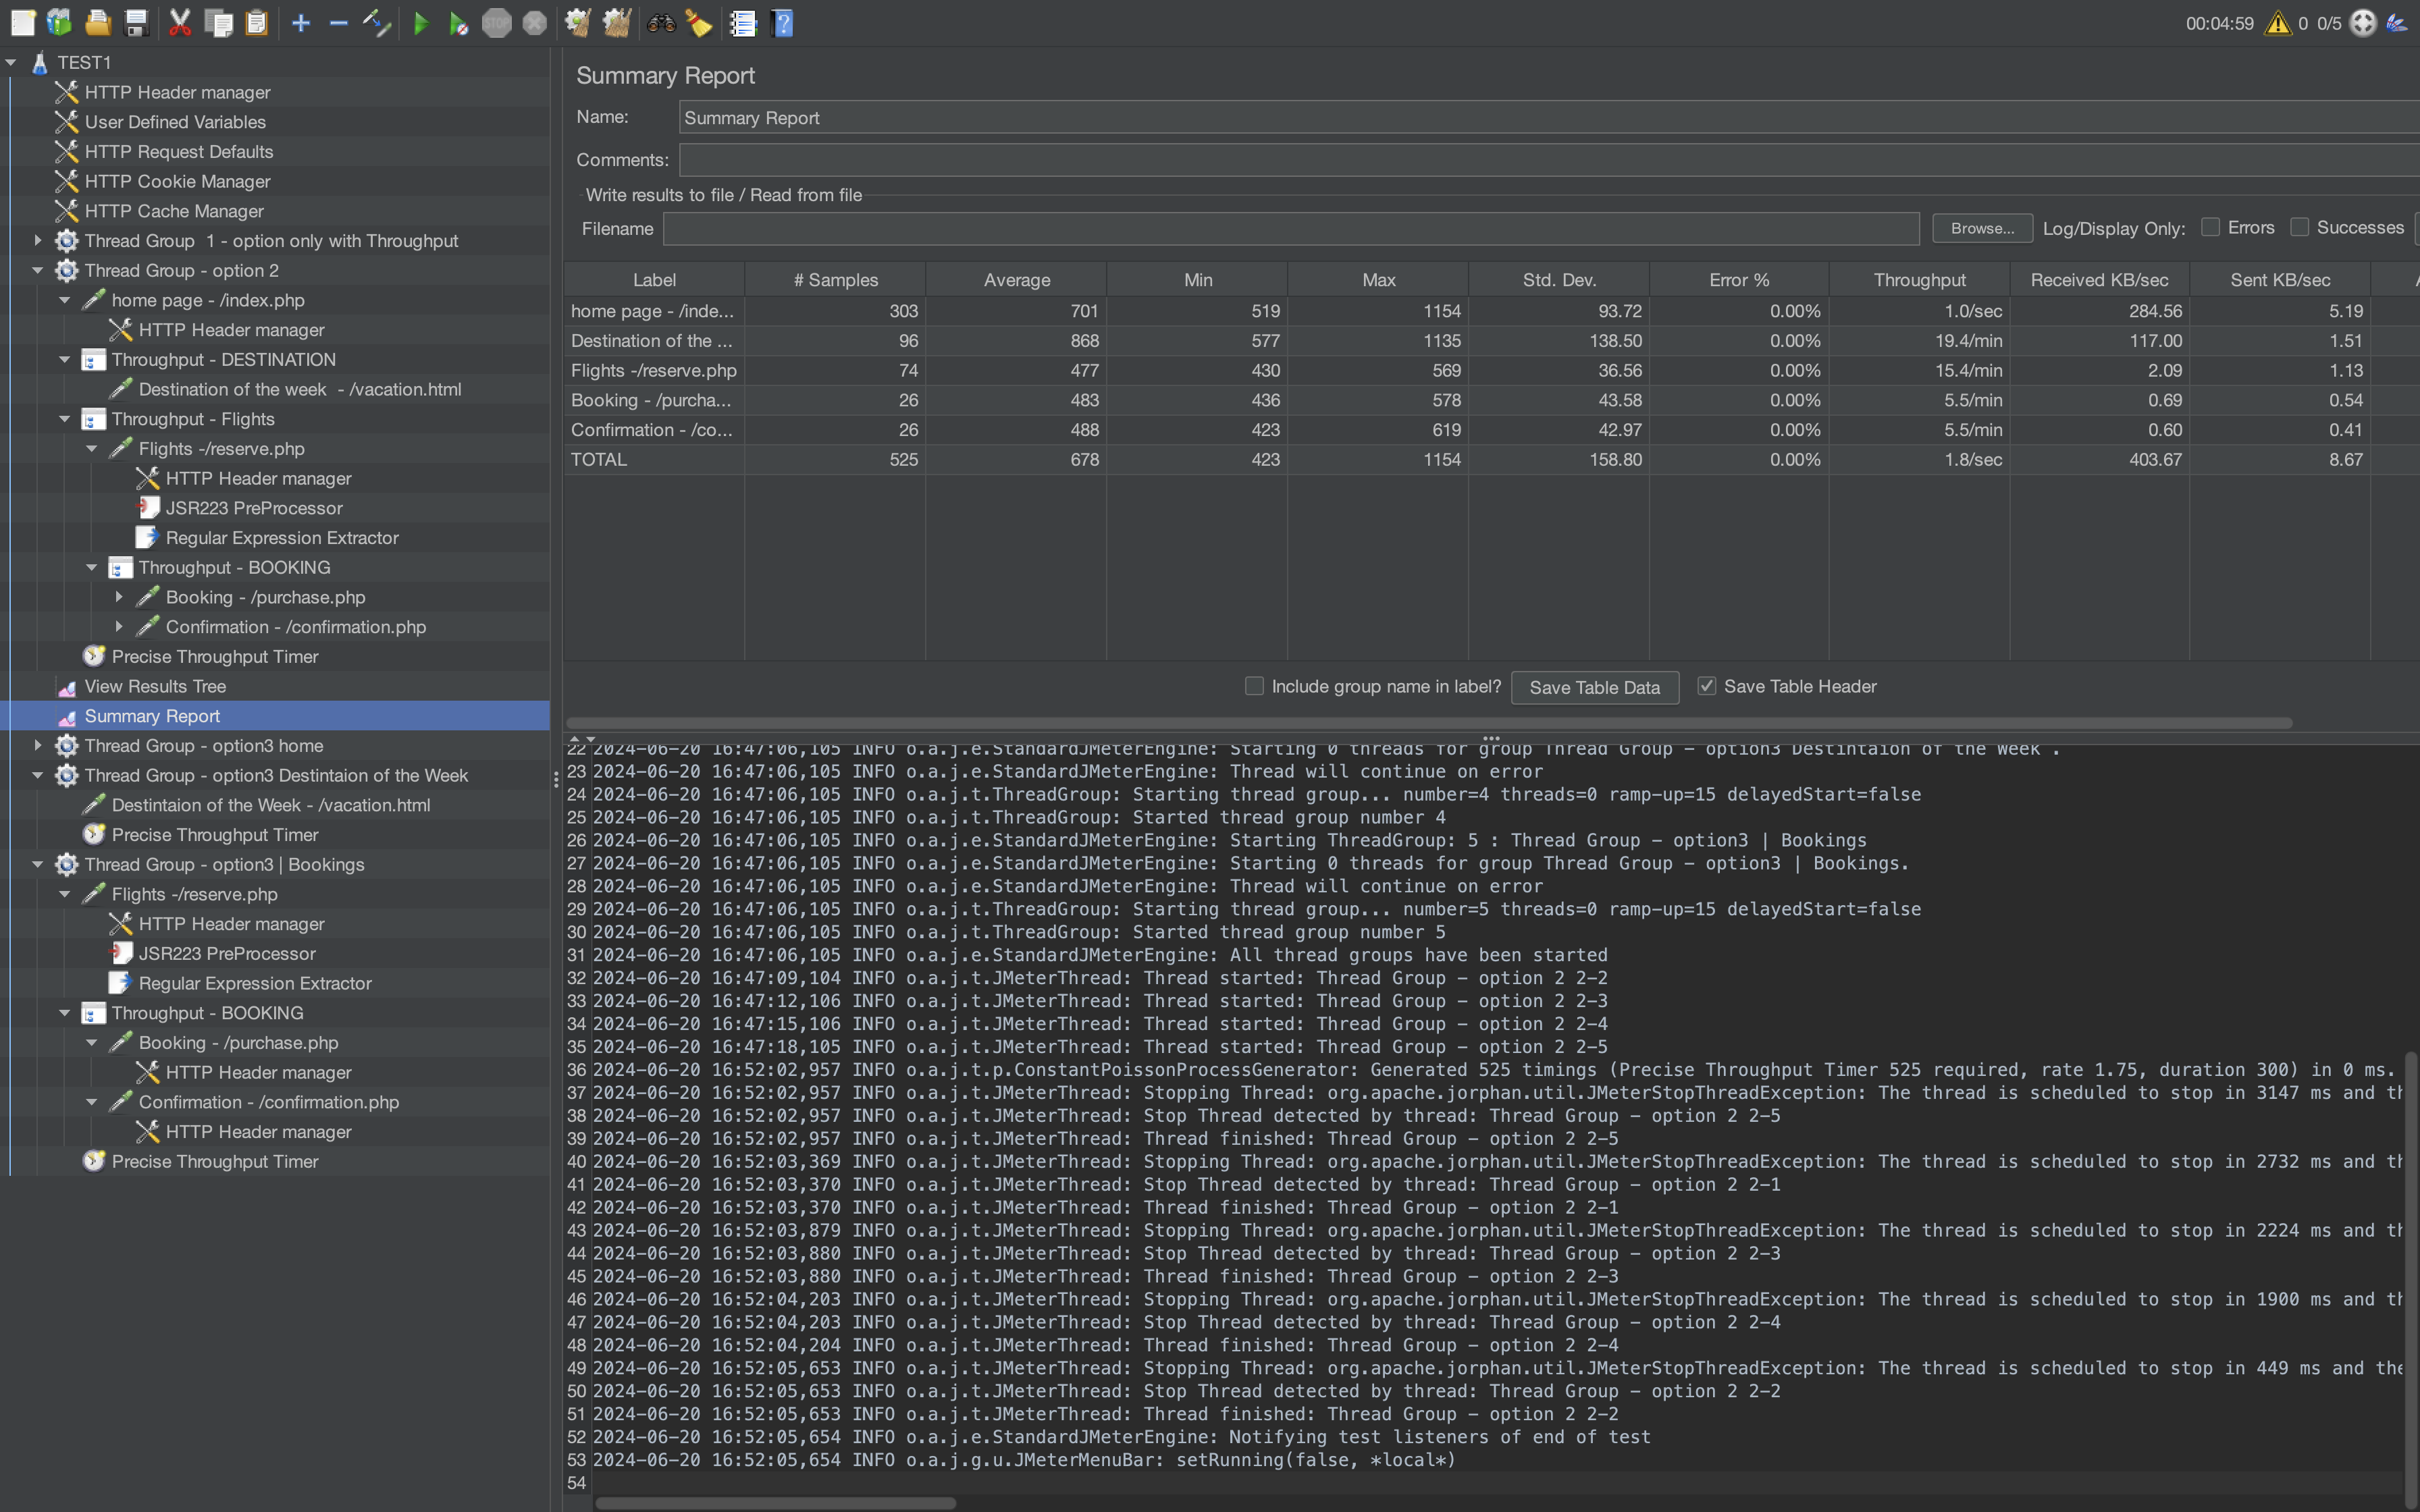 STOP
00:04:59 0 0/5
TEST1
HTTP Header manager
User Defined Variables
HTTP Request Defaults
HTTP Cookie Manager
HTTP Cache Manager
Thread Group 1 - option only with Throughput
Thread Group - option 2
home page - /index.php
HTTP Header manager
Throughput - DESTINATION
Destination of the week - /vacation.html
Throughput - Flights
Flights -/reserve.php
HTTP Header manager
JSR223 PreProcessor
Regular Expression Extractor
Throughput - BOOKING
Booking - /purchase.php
Confirmation - /confirmation.php
Precise Throughput Timer
View Results Tree
Summary Report
Thread Group - option3 home
Thread Group - option3 Destintaion of the Week
Destintaion of the Week - /vacation.html
Precise Throughput Timer
Thread Group - option3 | Bookings
Flights -/reserve.php
HTTP Header manager
JSR223 PreProcessor
Regular Expression Extractor
Throughput - BOOKING
Booking - /purchase.php
HTTP Header manager
Confirmation - /confirmation.php
HTTP Header manager
Precise Throughput Timer
Summary Report
Name: Summary Report
Comments:
Write results to file / Read from file
Filename Browse... Log/Display Only: Errors Successes
Label # Samples Average Min Max Std. Dev. Error % Throughput Received KB/sec Sent KB/sec
home page - /inde... 303 701 519 1154 93.72 0.00% 1.0/sec 284.56 5.19
Destination of the ... 96 868 577 1135 138.50 0.00% 19.4/min 117.00 1.51
Flights -/reserve.php 74 477 430 569 36.56 0.00% 15.4/min 2.09 1.13
Booking - /purcha... 26 483 436 578 43.58 0.00% 5.5/min 0.69 0.54
Confirmation - /co... 26 488 423 619 42.97 0.00% 5.5/min 0.60 0.41
TOTAL 525 678 423 1154 158.80 0.00% 1.8/sec 403.67 8.67
Include group name in label? Save Table Data Save Table Header
22 2024-06-20 16:47:06,105 INFO o.a.j.e.StandardJMeterEngine: Starting 0 threads for group Thread Group - option3 Destintaion of the Week .
23 2024-06-20 16:47:06,105 INFO o.a.j.e.StandardJMeterEngine: Thread will continue on error
24 2024-06-20 16:47:06,105 INFO o.a.j.t.ThreadGroup: Starting thread group... number=4 threads=0 ramp-up=15 delayedStart=false
25 2024-06-20 16:47:06,105 INFO o.a.j.t.ThreadGroup: Started thread group number 4
26 2024-06-20 16:47:06,105 INFO o.a.j.e.StandardJMeterEngine: Starting ThreadGroup: 5 : Thread Group - option3 | Bookings
27 2024-06-20 16:47:06,105 INFO o.a.j.e.StandardJMeterEngine: Starting 0 threads for group Thread Group - option3 | Bookings.
28 2024-06-20 16:47:06,105 INFO o.a.j.e.StandardJMeterEngine: Thread will continue on error
29 2024-06-20 16:47:06,105 INFO o.a.j.t.ThreadGroup: Starting thread group... number=5 threads=0 ramp-up=15 delayedStart=false
30 2024-06-20 16:47:06,105 INFO o.a.j.t.ThreadGroup: Started thread group number 5
31 2024-06-20 16:47:06,105 INFO o.a.j.e.StandardJMeterEngine: All thread groups have been started
32 2024-06-20 16:47:09,104 INFO o.a.j.t.JMeterThread: Thread started: Thread Group - option 2 2-2
33 2024-06-20 16:47:12,106 INFO o.a.j.t.JMeterThread: Thread started: Thread Group - option 2 2-3
34 2024-06-20 16:47:15,106 INFO o.a.j.t.JMeterThread: Thread started: Thread Group - option 2 2-4
35 2024-06-20 16:47:18,105 INFO o.a.j.t.JMeterThread: Thread started: Thread Group - option 2 2-5
36 2024-06-20 16:52:02,957 INFO o.a.j.t.p.ConstantPoissonProcessGenerator: Generated 525 timings (Precise Throughput Timer 525 required, rate 1.75, duration 300) in 0 ms.
37 2024-06-20 16:52:02,957 INFO o.a.j.t.JMeterThread: Stopping Thread: org.apache.jorphan.util.JMeterStopThreadException: The thread is scheduled to stop in 3147 ms and th
38 2024-06-20 16:52:02,957 INFO o.a.j.t.JMeterThread: Stop Thread detected by thread: Thread Group - option 2 2-5
39 2024-06-20 16:52:02,957 INFO o.a.j.t.JMeterThread: Thread finished: Thread Group - option 2 2-5
40 2024-06-20 16:52:03,369 INFO o.a.j.t.JMeterThread: Stopping Thread: org.apache.jorphan.util.JMeterStopThreadException: The thread is scheduled to stop in 2732 ms and th
41 2024-06-20 16:52:03,370 INFO o.a.j.t.JMeterThread: Stop Thread detected by thread: Thread Group - option 2 2-1
42 2024-06-20 16:52:03,370 INFO o.a.j.t.JMeterThread: Thread finished: Thread Group - option 2 2-1
43 2024-06-20 16:52:03,879 INFO o.a.j.t.JMeterThread: Stopping Thread: org.apache.jorphan.util.JMeterStopThreadException: The thread is scheduled to stop in 2224 ms and th
44 2024-06-20 16:52:03,880 INFO o.a.j.t.JMeterThread: Stop Thread detected by thread: Thread Group - option 2 2-3
45 2024-06-20 16:52:03,880 INFO o.a.j.t.JMeterThread: Thread finished: Thread Group - option 2 2-3
46 2024-06-20 16:52:04,203 INFO o.a.j.t.JMeterThread: Stopping Thread: org.apache.jorphan.util.JMeterStopThreadException: The thread is scheduled to stop in 1900 ms and th
47 2024-06-20 16:52:04,203 INFO o.a.j.t.JMeterThread: Stop Thread detected by thread: Thread Group - option 2 2-4
48 2024-06-20 16:52:04,204 INFO o.a.j.t.JMeterThread: Thread finished: Thread Group - option 2 2-4
49 2024-06-20 16:52:05,653 INFO o.a.j.t.JMeterThread: Stopping Thread: org.apache.jorphan.util.JMeterStopThreadException: The thread is scheduled to stop in 449 ms and the
50 2024-06-20 16:52:05,653 INFO o.a.j.t.JMeterThread: Stop Thread detected by thread: Thread Group - option 2 2-2
51 2024-06-20 16:52:05,653 INFO o.a.j.t.JMeterThread: Thread finished: Thread Group - option 2 2-2
52 2024-06-20 16:52:05,654 INFO o.a.j.e.StandardJMeterEngine: Notifying test listeners of end of test
53 2024-06-20 16:52:05,654 INFO o.a.j.g.u.JMeterMenuBar: setRunning(false, *local*)
54